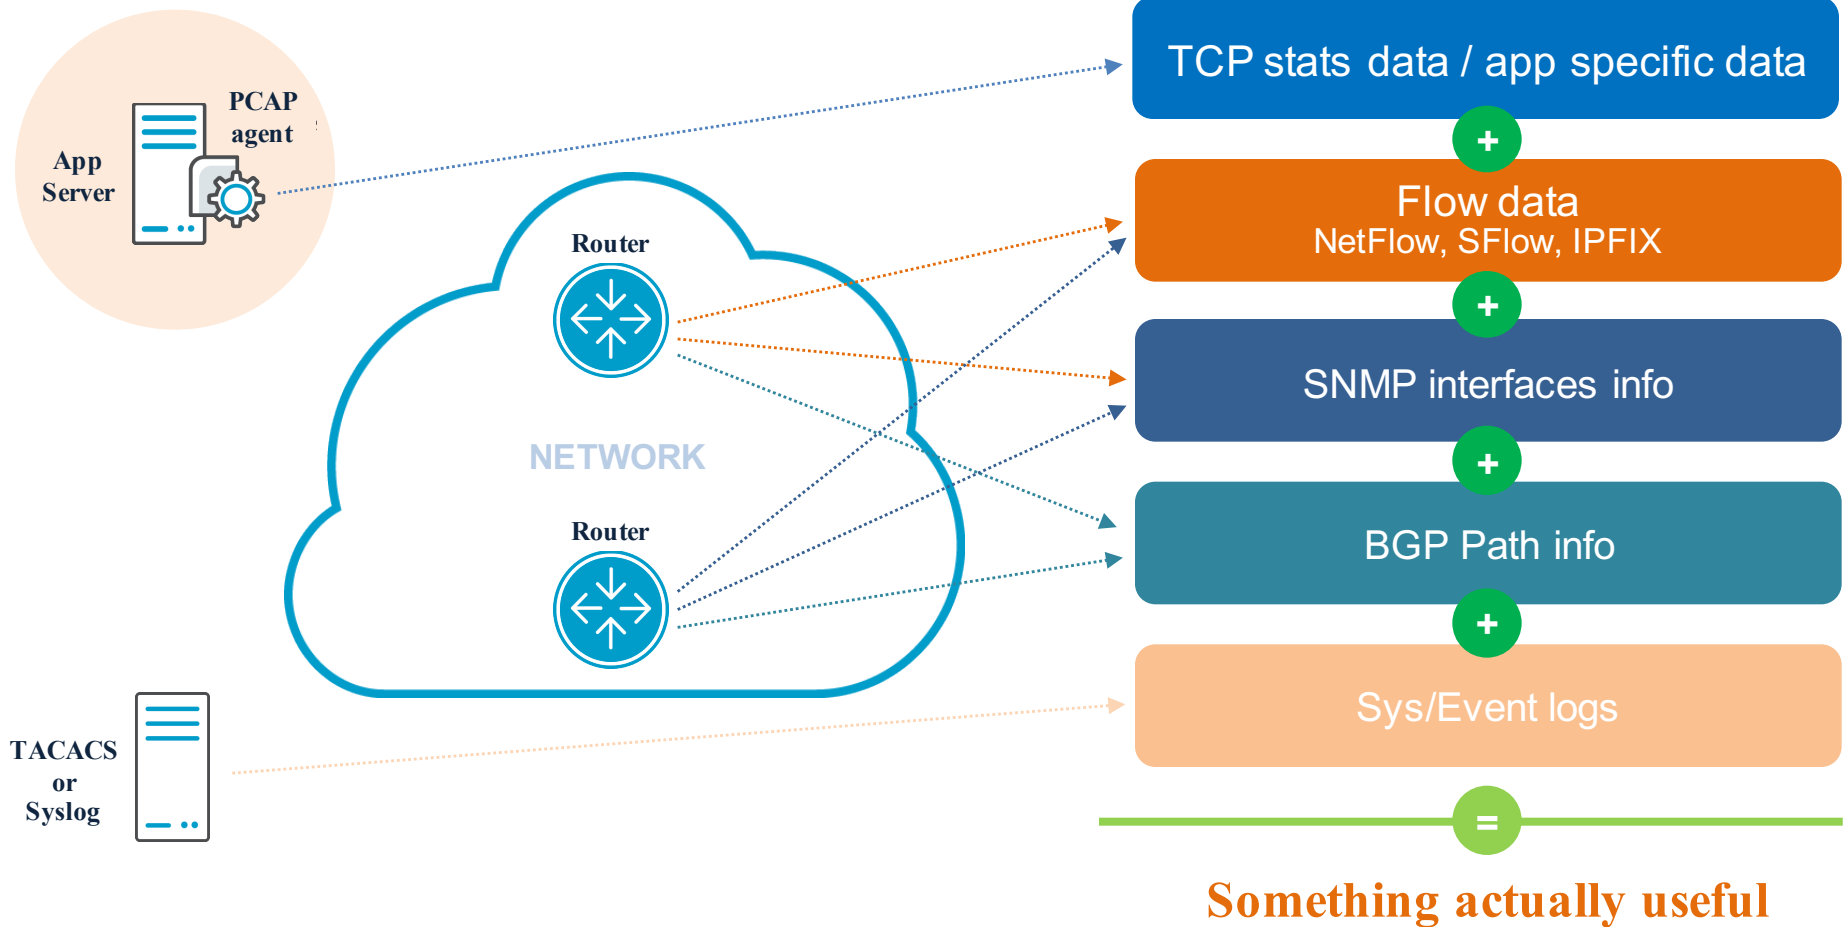 PCAP
agent
App
Server
Router
NETWORK
Router
TACACS
or
Syslog
TCP stats data / app specific data
+
Flow data
NetFlow, SFlow, IPFIX
+
SNMP interfaces info
+
BGP Path info
+
Sys/Event logs
=
Something actually useful